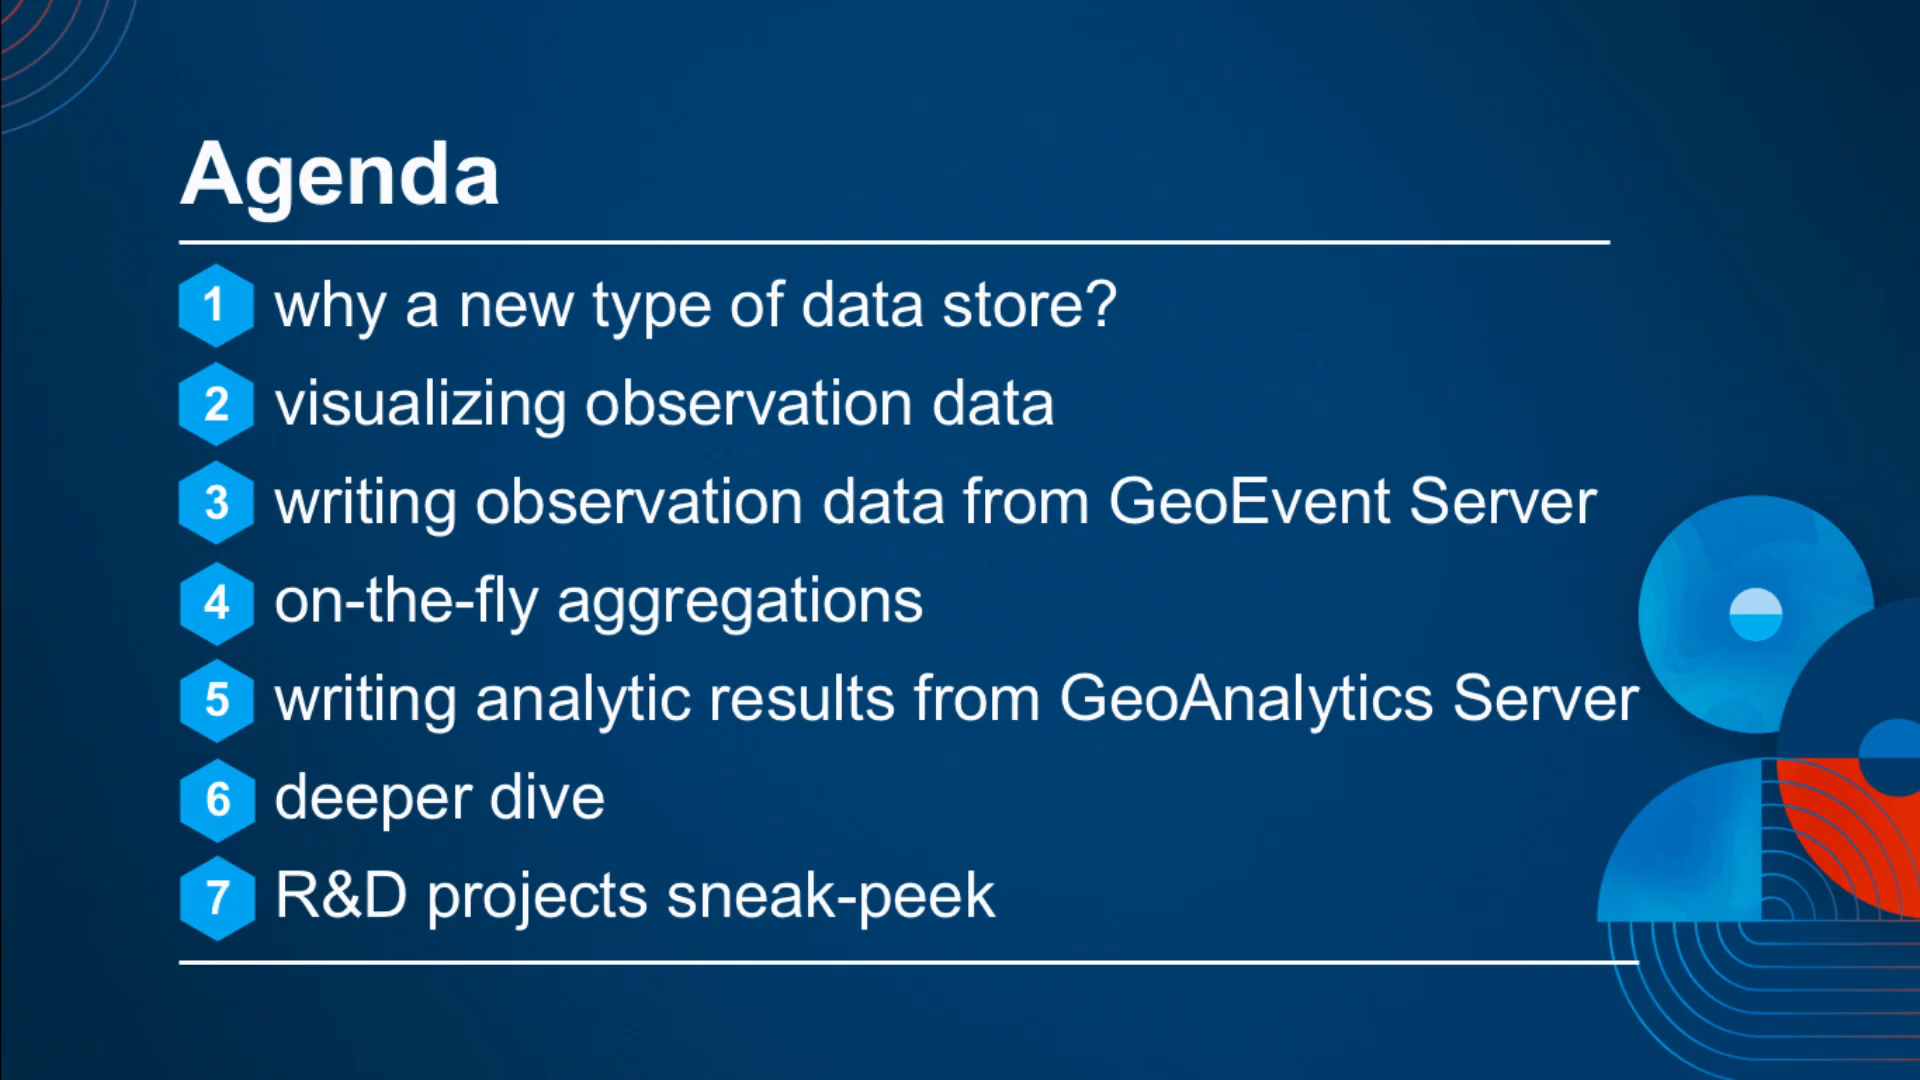 Agenda
1 why a new type of data store?
2 visualizing observation data
3 writing observation data from GeoEvent Server
4 on-the-fly aggregations
5 writing analytic results from GeoAnalytics Server
6 deeper dive
7 R&D projects sneak-peek